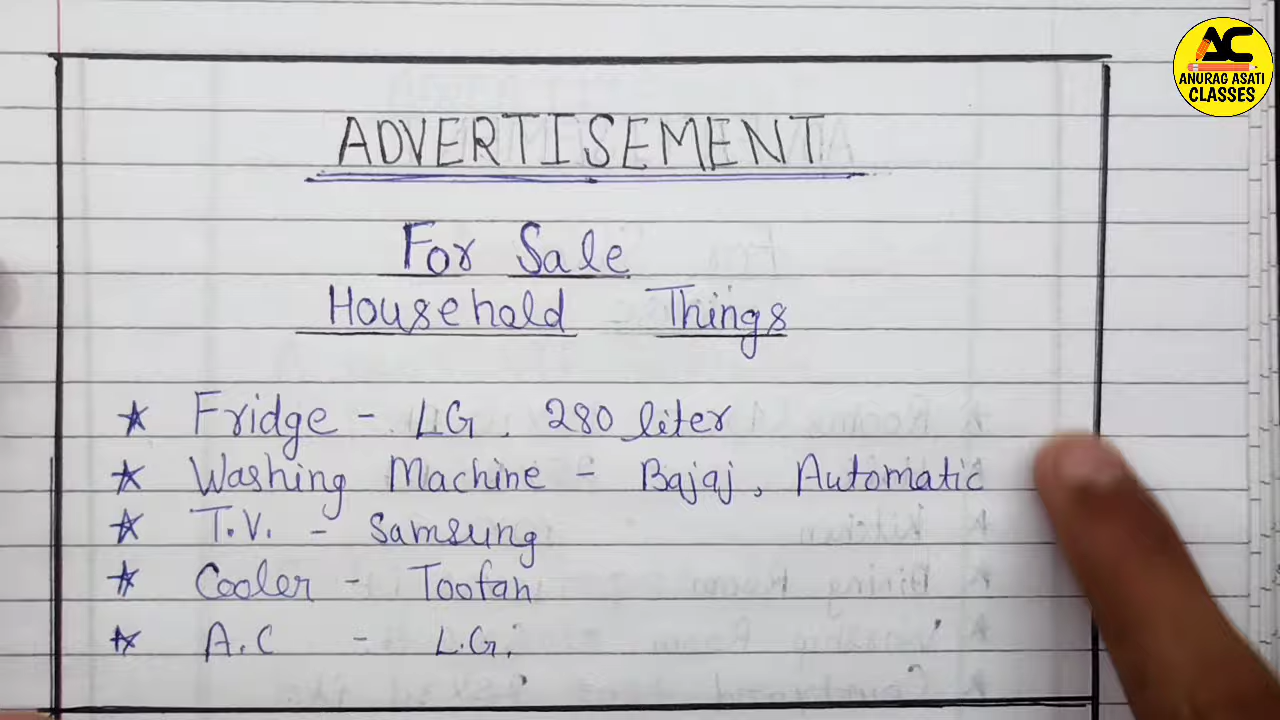 AC
ANURAG ASATI
CLASSES
ADVERTISEMENT
For Sale
Household Things
★ Fridge - LG. 280 liter
★ Washing Machine - Bajaj, Automatic
★ T.V. - Samsung
★ Cooler - Toofan
★ A.C - L.G.